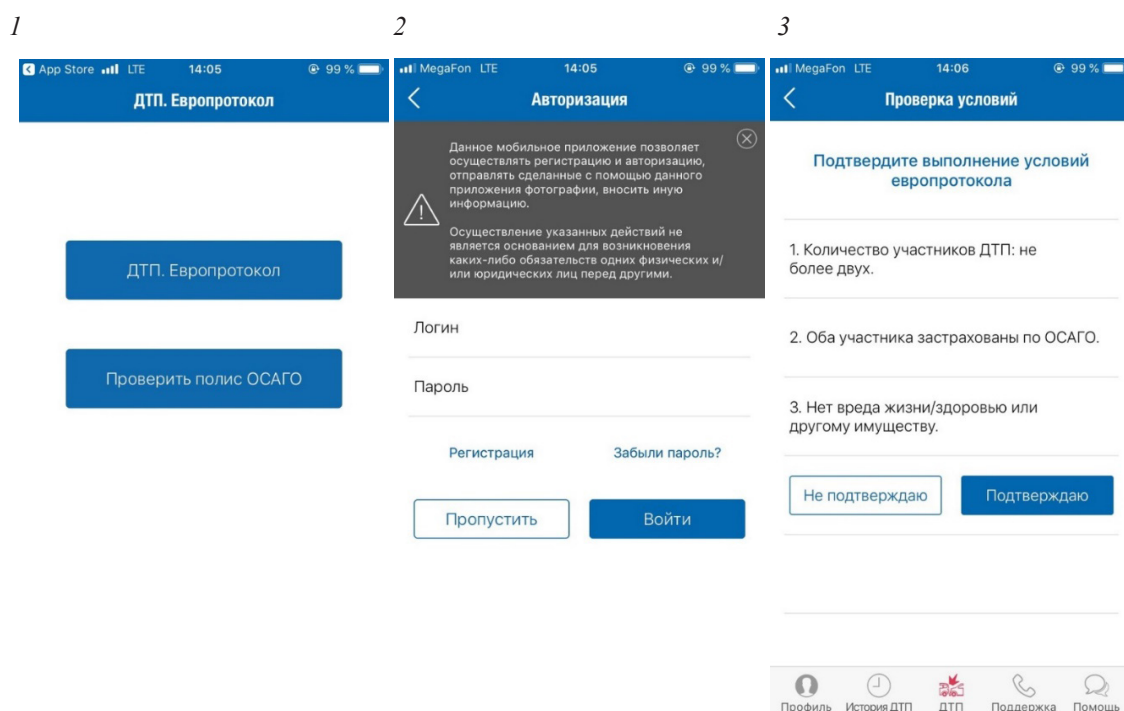 1
2
3
App Store LTE 14:05 99 %
ДТП. Европротокол
ДТП. Европротокол
Проверить полис ОСАГО
MegaFon LTE 14:05 99 %
Авторизация
Данное мобильное приложение позволяет
осуществлять регистрацию и авторизацию,
отправлять сделанные с помощью данного
приложения фотографии, вносить иную
информацию.
Осуществление указанных действий не
является основанием для возникновения
каких-либо обязательств одних физических и/
или юридических лиц перед другими.
Логин
Пароль
Регистрация Забыли пароль?
Пропустить Войти
MegaFon LTE 14:06 99 %
Проверка условий
Подтвердите выполнение условий
европротокола
1. Количество участников ДТП: не
более двух.
2. Оба участника застрахованы по ОСАГО.
3. Нет вреда жизни/здоровью или
другому имуществу.
Не подтверждаю Подтверждаю
Профиль История ДТП ДТП Поддержка Помощь